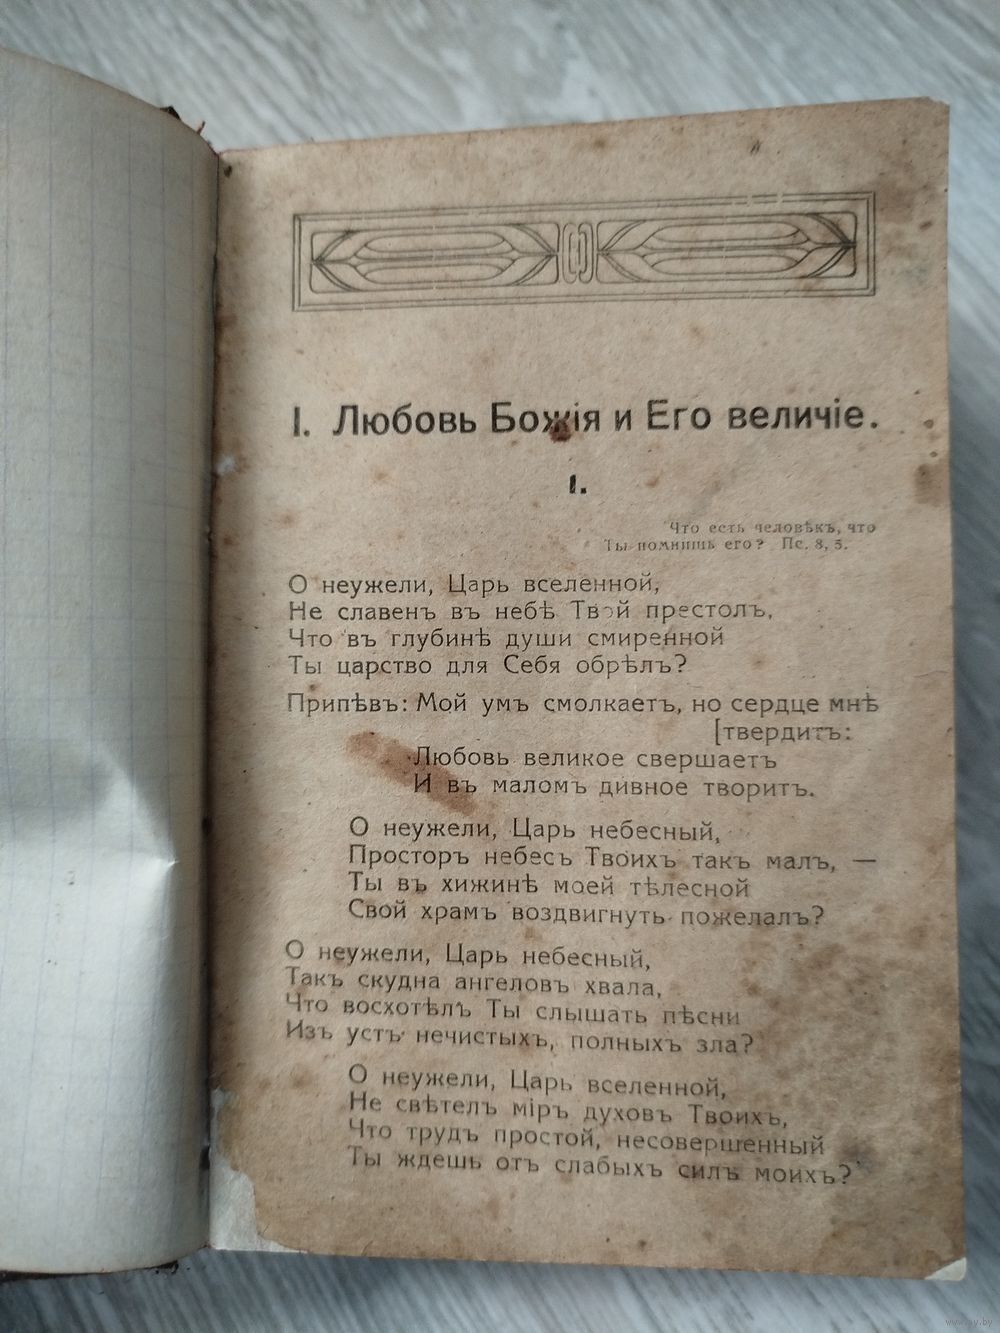 I. Любовь Божія и Его величіе.
1.
Что есть человѣкъ, что
Ты помнишь его? Пс. 8, 5.
О неужели, Царь вселенной,
Не славенъ въ небѣ Твой престолъ,
Что въ глубинѣ души смиренной
Ты царство для Себя обрѣлъ?
Припѣвъ: Мой умъ смолкаетъ, но сердце мнѣ
[твердитъ:
Любовь великое свершаетъ
И въ маломъ дивное творитъ.
О неужели, Царь небесный,
Просторъ небесъ Твоихъ такъ малъ, —
Ты въ хижинѣ моей тѣлесной
Свой храмъ воздвигнуть пожелалъ?
О неужели, Царь небесный,
Такъ скудна ангеловъ хвала,
Что восхотѣлъ Ты слышать пѣсни
Изъ устъ нечистыхъ, полныхъ зла?
О неужели, Царь вселенной,
Не свѣтелъ міръ духовъ Твоихъ,
Что трудъ простой, несовершенный
Ты ждешь отъ слабыхъ силъ моихъ?
www.ay.by